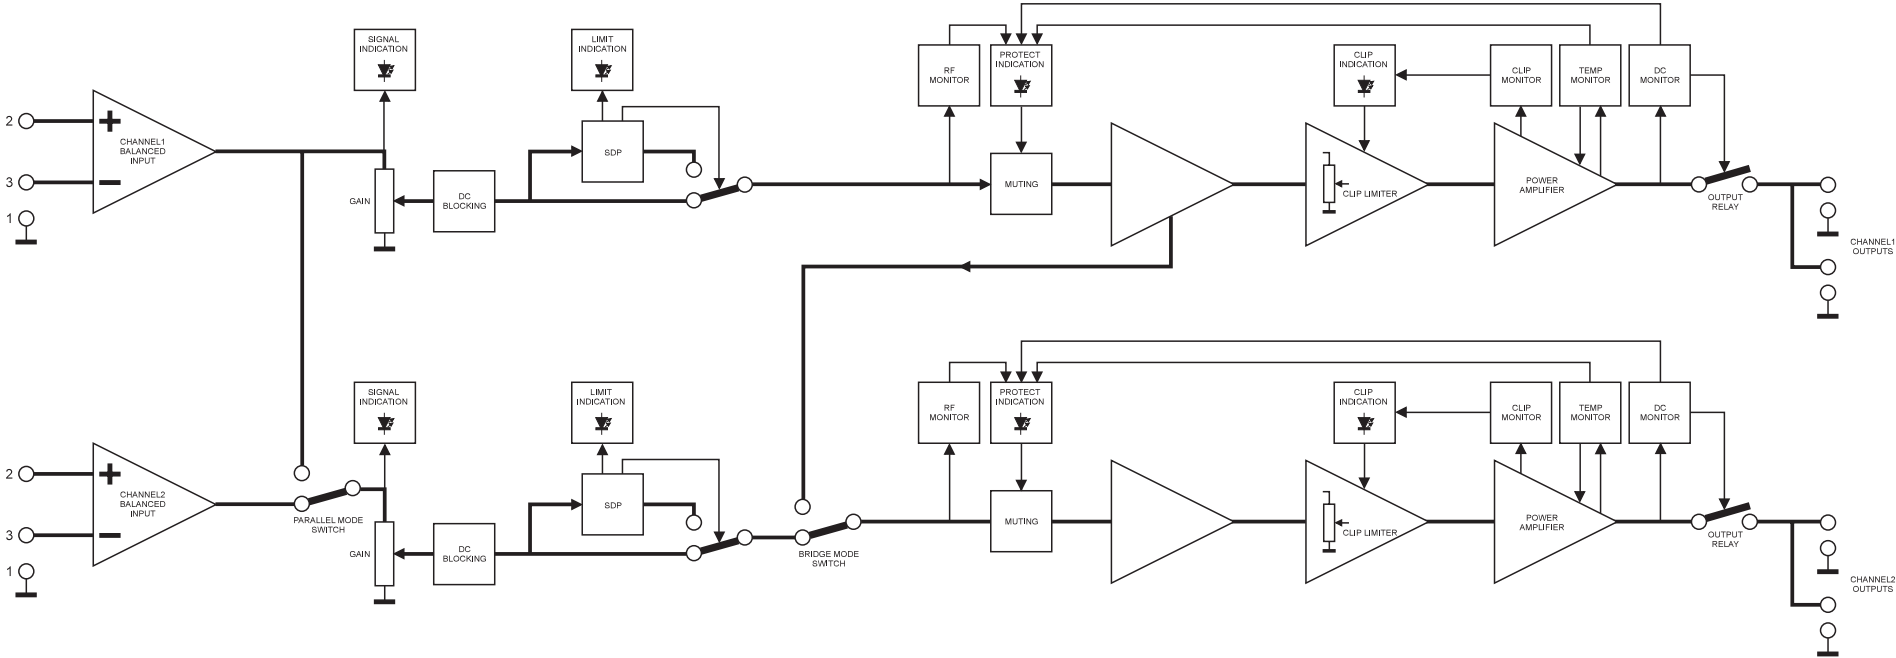 SIGNAL
INDICATION
LIMIT
INDICATION
RF
MONITOR
PROTECT
INDICATION
CLIP
INDICATION
CLIP
MONITOR
TEMP
MONITOR
DC
MONITOR
2
CHANNEL1
BALANCED
INPUT
SDP
3
GAIN
DC
BLOCKING
MUTING
CLIP LIMITER
POWER
AMPLIFIER
OUTPUT
RELAY
1
CHANNEL1
OUTPUTS
SIGNAL
INDICATION
LIMIT
INDICATION
RF
MONITOR
PROTECT
INDICATION
CLIP
INDICATION
CLIP
MONITOR
TEMP
MONITOR
DC
MONITOR
2
CHANNEL2
BALANCED
INPUT
PARALLEL MODE
SWITCH
SDP
3
GAIN
DC
BLOCKING
BRIDGE MODE
SWITCH
MUTING
CLIP LIMITER
POWER
AMPLIFIER
OUTPUT
RELAY
1
CHANNEL2
OUTPUTS